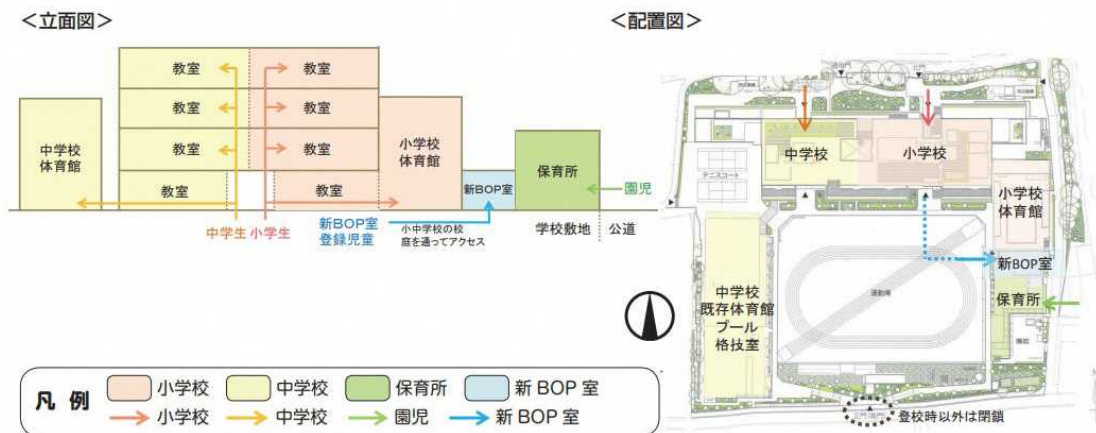 <立面図>
教室
教室
教室
教室
教室
教室
教室
教室
中学校
体育館
小学校
体育館
新BOP室
保育所
園児
中学生
小学生
新BOP室
登録児童
小中学校の校
庭を通ってアクセス
学校敷地
公道
<配置図>
中学校
小学校
テニスコート
小学校
体育館
新BOP室
保育所
運動場
中学校
既存体育館
プール
格技室
登校時以外は閉鎖
凡例
小学校
中学校
保育所
新 BOP 室
小学校
中学校
園児
新 BOP 室